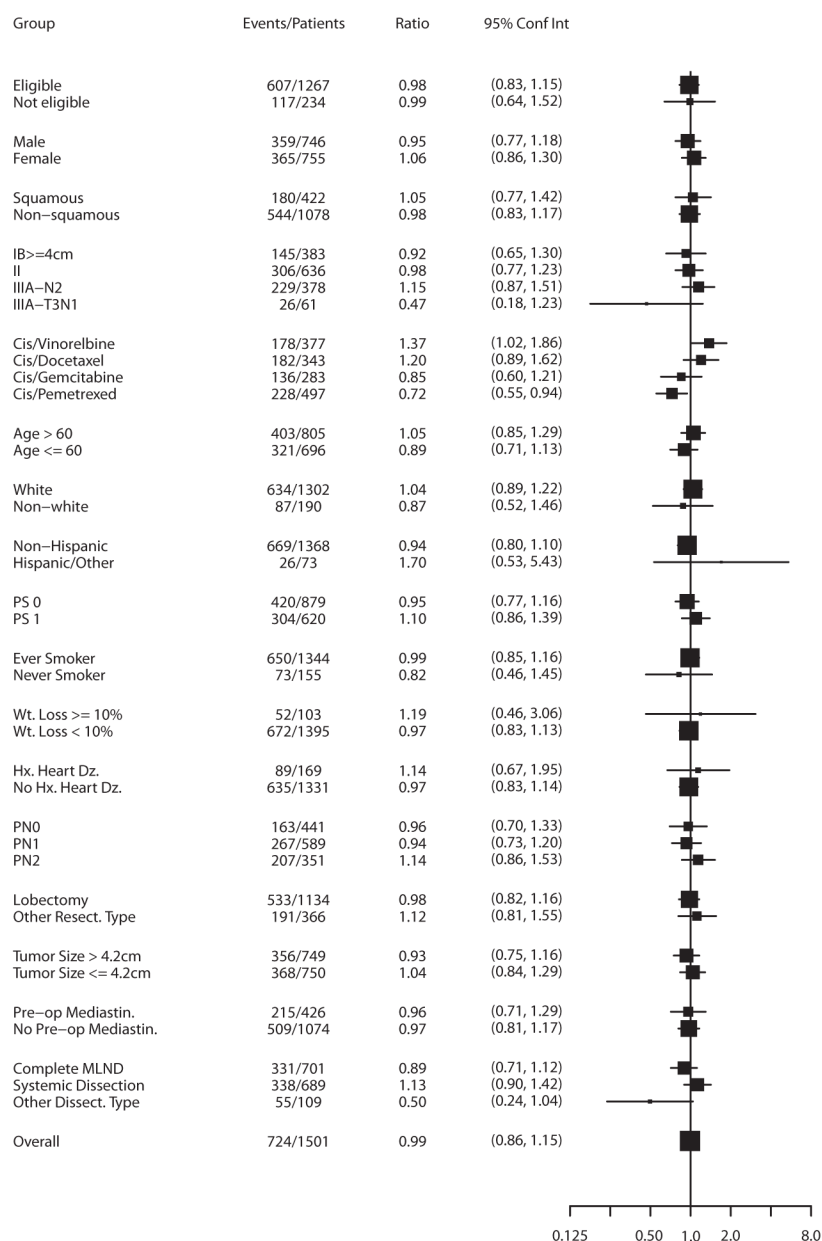 Group Events/Patients Ratio 95% Conf Int
Eligible 607/1267 0.98 (0.83, 1.15)
Not eligible 117/234 0.99 (0.64, 1.52)
Male 359/746 0.95 (0.77, 1.18)
Female 365/755 1.06 (0.86, 1.30)
Squamous 180/422 1.05 (0.77, 1.42)
Non−squamous 544/1078 0.98 (0.83, 1.17)
IB>=4cm 145/383 0.92 (0.65, 1.30)
II 306/636 0.98 (0.77, 1.23)
IIIA−N2 229/378 1.15 (0.87, 1.51)
IIIA−T3N1 26/61 0.47 (0.18, 1.23)
Cis/Vinorelbine 178/377 1.37 (1.02, 1.86)
Cis/Docetaxel 182/343 1.20 (0.89, 1.62)
Cis/Gemcitabine 136/283 0.85 (0.60, 1.21)
Cis/Pemetrexed 228/497 0.72 (0.55, 0.94)
Age > 60 403/805 1.05 (0.85, 1.29)
Age <= 60 321/696 0.89 (0.71, 1.13)
White 634/1302 1.04 (0.89, 1.22)
Non−white 87/190 0.87 (0.52, 1.46)
Non−Hispanic 669/1368 0.94 (0.80, 1.10)
Hispanic/Other 26/73 1.70 (0.53, 5.43)
PS 0 420/879 0.95 (0.77, 1.16)
PS 1 304/620 1.10 (0.86, 1.39)
Ever Smoker 650/1344 0.99 (0.85, 1.16)
Never Smoker 73/155 0.82 (0.46, 1.45)
Wt. Loss >= 10% 52/103 1.19 (0.46, 3.06)
Wt. Loss < 10% 672/1395 0.97 (0.83, 1.13)
Hx. Heart Dz. 89/169 1.14 (0.67, 1.95)
No Hx. Heart Dz. 635/1331 0.97 (0.83, 1.14)
PN0 163/441 0.96 (0.70, 1.33)
PN1 267/589 0.94 (0.73, 1.20)
PN2 207/351 1.14 (0.86, 1.53)
Lobectomy 533/1134 0.98 (0.82, 1.16)
Other Resect. Type 191/366 1.12 (0.81, 1.55)
Tumor Size > 4.2cm 356/749 0.93 (0.75, 1.16)
Tumor Size <= 4.2cm 368/750 1.04 (0.84, 1.29)
Pre−op Mediastin. 215/426 0.96 (0.71, 1.29)
No Pre−op Mediastin. 509/1074 0.97 (0.81, 1.17)
Complete MLND 331/701 0.89 (0.71, 1.12)
Systemic Dissection 338/689 1.13 (0.90, 1.42)
Other Dissect. Type 55/109 0.50 (0.24, 1.04)
Overall 724/1501 0.99 (0.86, 1.15)
0.125 0.50 1.0 2.0 8.0